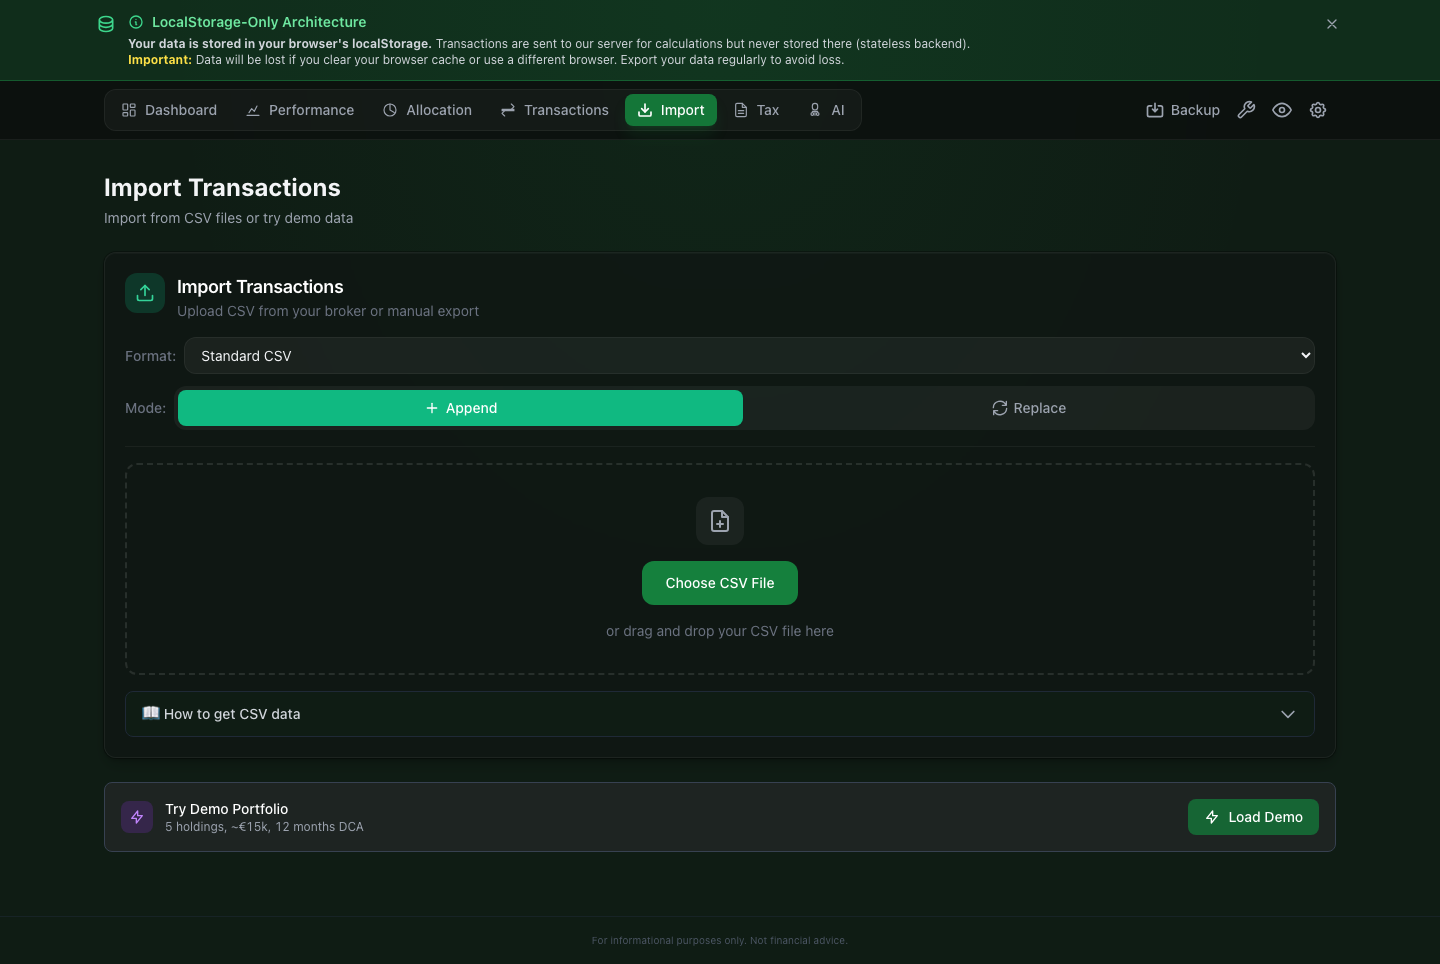 LocalStorage-Only Architecture
Your data is stored in your browser's localStorage. Transactions are sent to our server for calculations but never stored there (stateless backend).
Important: Data will be lost if you clear your browser cache or use a different browser. Export your data regularly to avoid loss.
Dashboard Performance Allocation Transactions Import Tax AI Backup
Import Transactions
Import from CSV files or try demo data
Import Transactions
Upload CSV from your broker or manual export
Format: Standard CSV
Mode: Append Replace
Choose CSV File
or drag and drop your CSV file here
How to get CSV data
Try Demo Portfolio
5 holdings, ~€15k, 12 months DCA
Load Demo
For informational purposes only. Not financial advice.